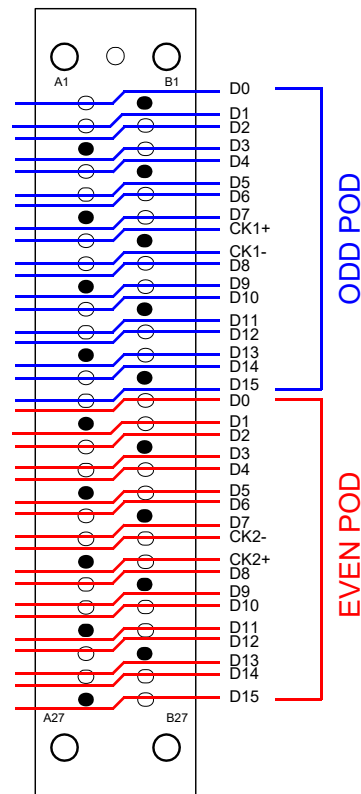 A1
B1
D0
D1
D2
D3
D4
D5
D6
D7
CK1+
CK1-
D8
D9
D10
D11
D12
D13
D14
D15
ODD POD
D0
D1
D2
D3
D4
D5
D6
D7
CK2-
CK2+
D8
D9
D10
D11
D12
D13
D14
D15
EVEN POD
A27
B27